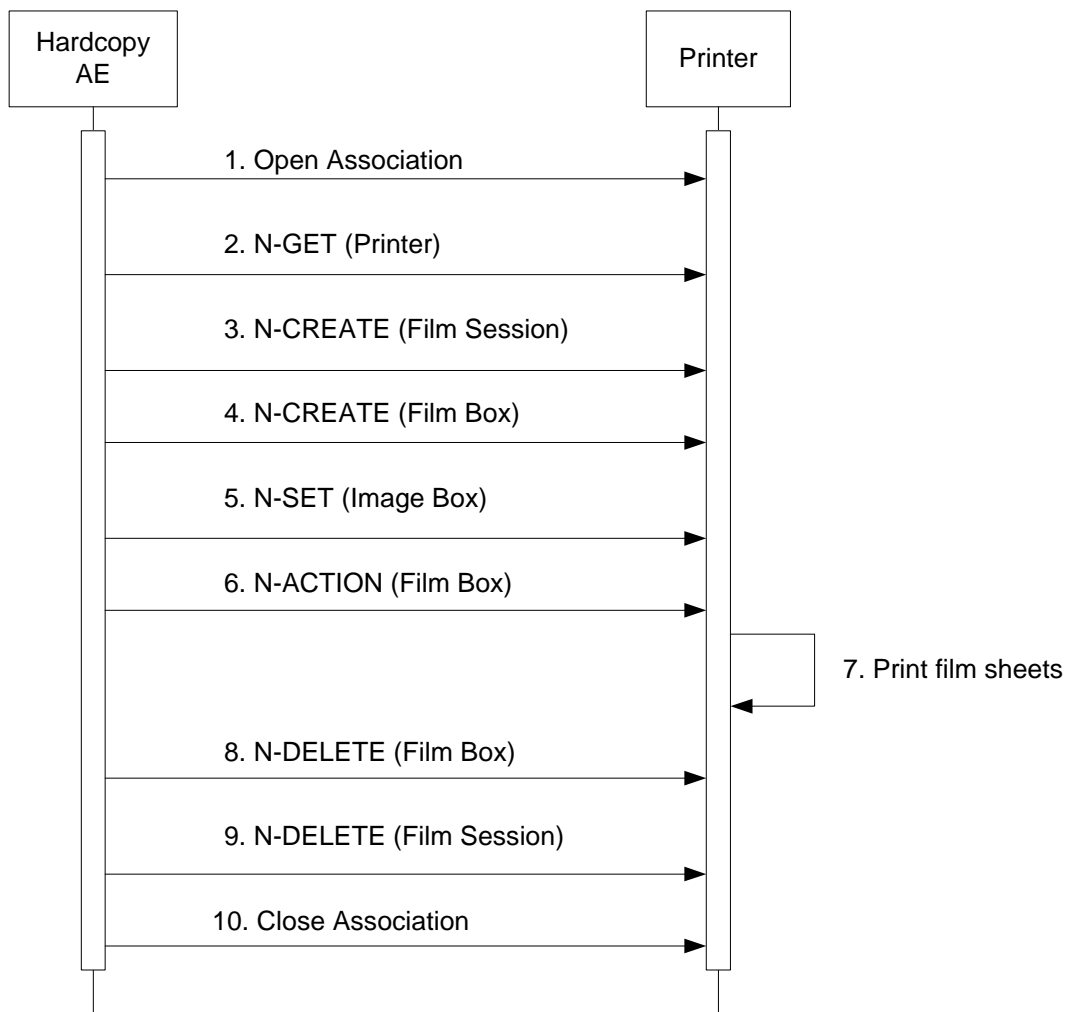 Hardcopy
AE
Printer
1. Open Association
2. N-GET (Printer)
3. N-CREATE (Film Session)
4. N-CREATE (Film Box)
5. N-SET (Image Box)
6. N-ACTION (Film Box)
7. Print film sheets
8. N-DELETE (Film Box)
9. N-DELETE (Film Session)
10. Close Association